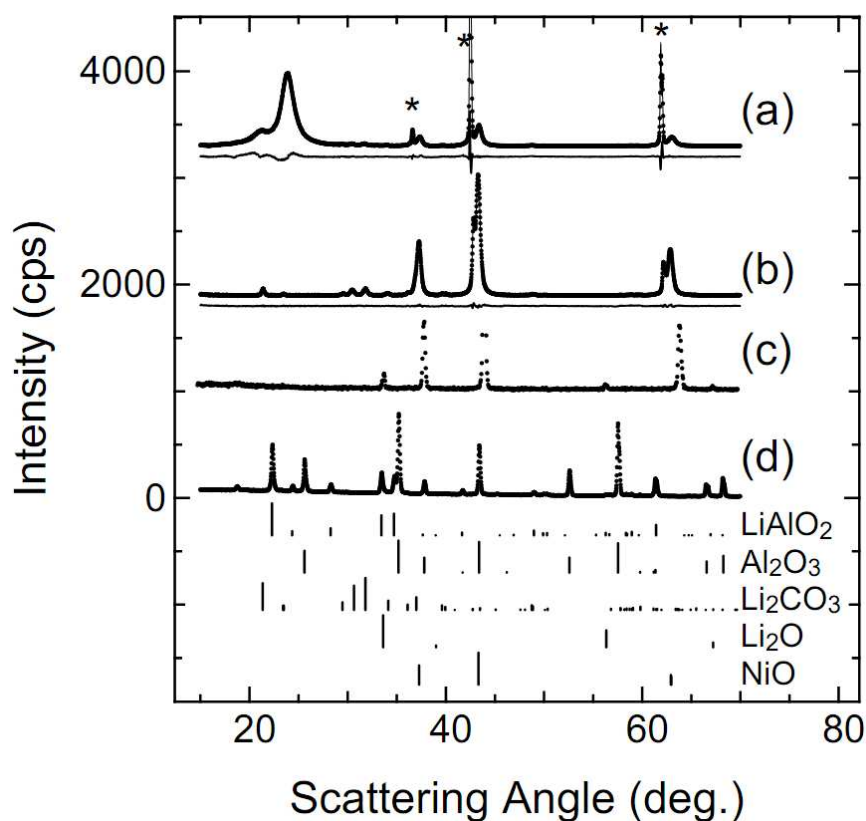 *
*
*
4000
(a)
2000
(b)
(c)
(d)
0
LiAlO₂
Al₂O₃
Li₂CO₃
Li₂O
NiO
20
40
60
80
Intensity (cps)
Scattering Angle (deg.)